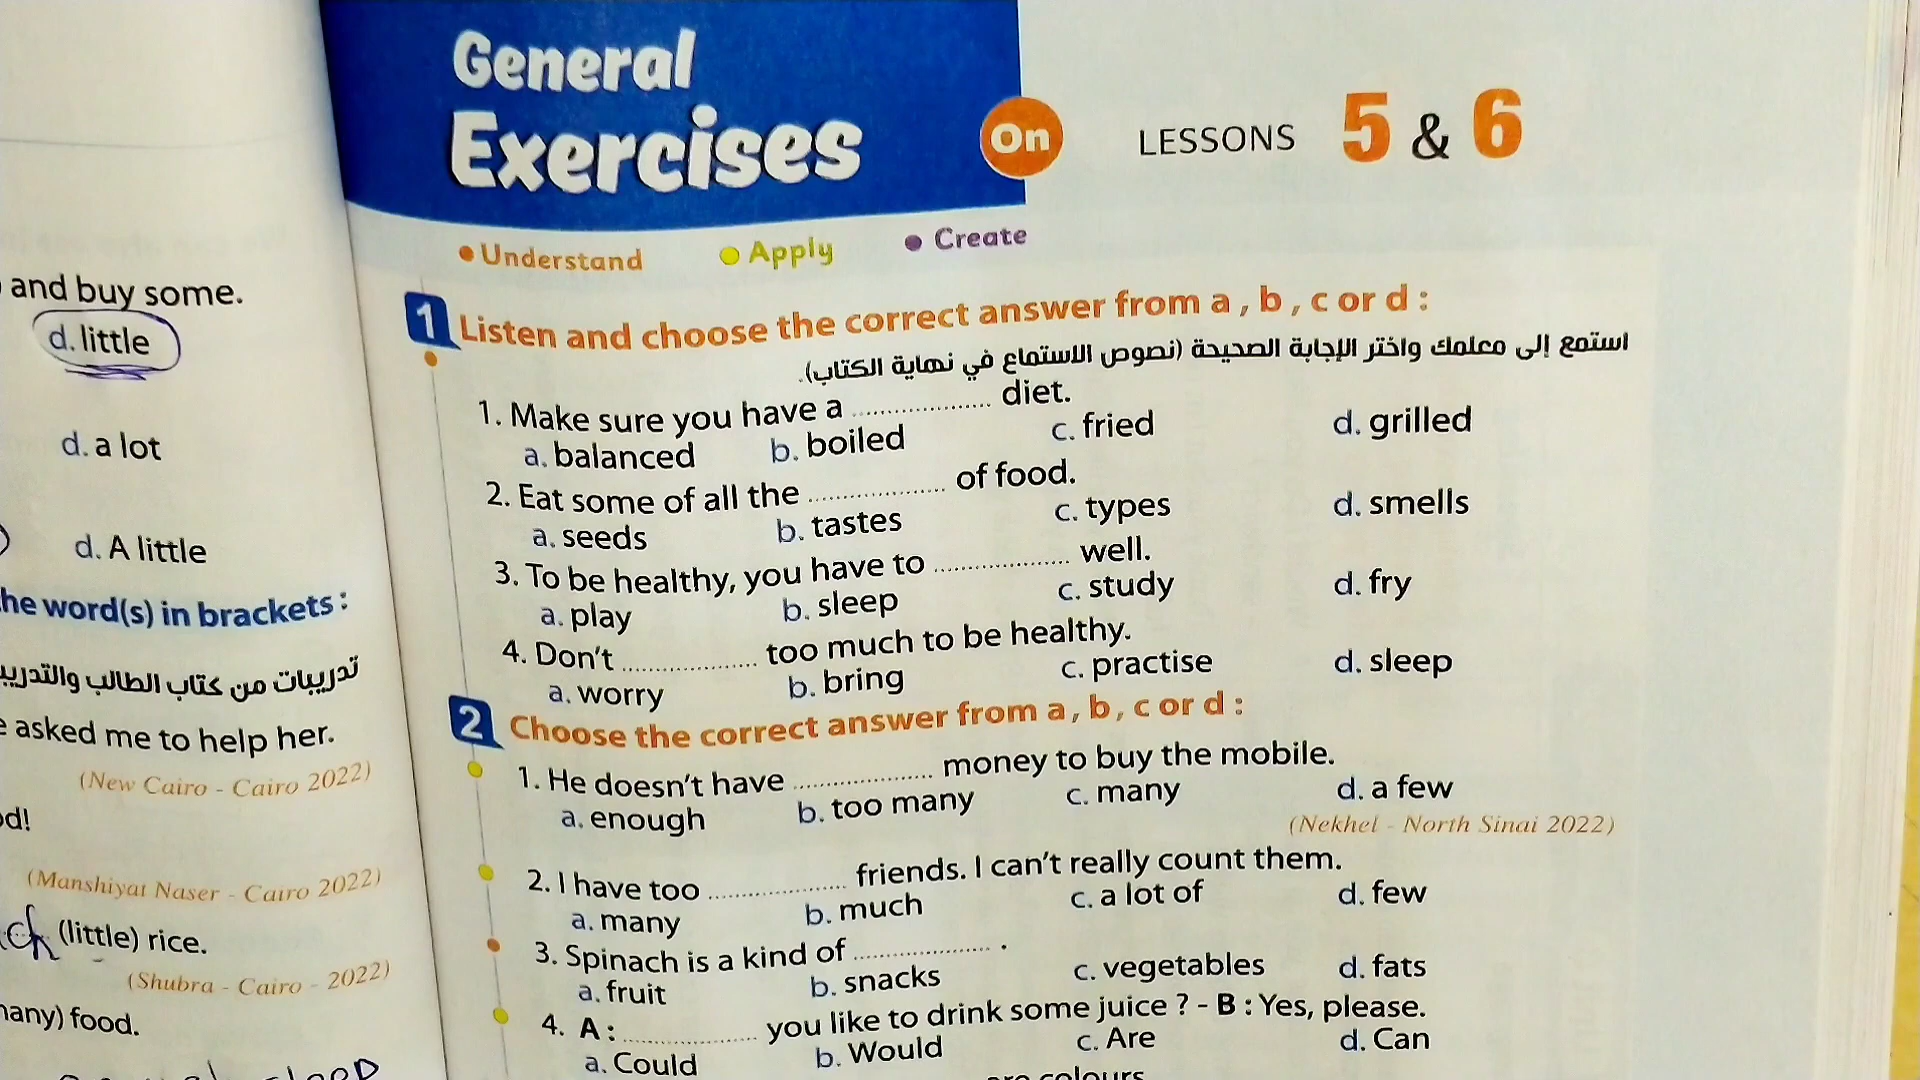 General
Exercises
On
LESSONS 5 & 6
• Understand • Apply • Create
1 Listen and choose the correct answer from a , b , c or d :
استمع إلى معلمك واختر الإجابة الصحيحة (نصوص الاستماع في نهاية الكتاب).
1. Make sure you have a .................... diet.
a. balanced b. boiled c. fried d. grilled
2. Eat some of all the .................... of food.
a. seeds b. tastes c. types d. smells
3. To be healthy, you have to .................... well.
a. play b. sleep c. study d. fry
4. Don't .................... too much to be healthy.
a. worry b. bring c. practise d. sleep
2 Choose the correct answer from a , b , c or d :
1. He doesn't have .................... money to buy the mobile.
a. enough b. too many c. many d. a few
(Nekhel - North Sinai 2022)
2. I have too .................... friends. I can't really count them.
a. many b. much c. a lot of d. few
3. Spinach is a kind of .................... .
a. fruit b. snacks c. vegetables d. fats
4. A : .................... you like to drink some juice ? - B : Yes, please.
a. Could b. Would c. Are d. Can
are colours
and buy some.
d. little
d. a lot
d. A little
he word(s) in brackets :
تدريبات من كتاب الطالب
asked me to help her.
(New Cairo - Cairo 2022)
od!
(Manshiyat Naser - Cairo 2022)
ch (little) rice.
(Shubra - Cairo - 2022)
many) food.